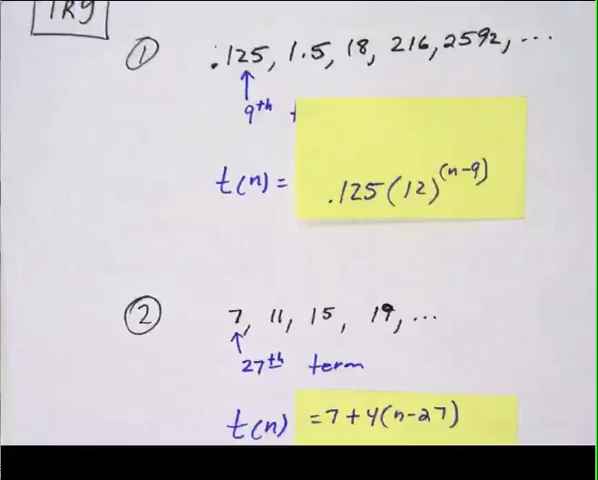 TRY
① .125, 1.5, 18, 216, 2592, ...
9th
t(n) = .125(12)^(n-9)
② 7, 11, 15, 19, ...
27th term
t(n) = 7 + 4(n-27)